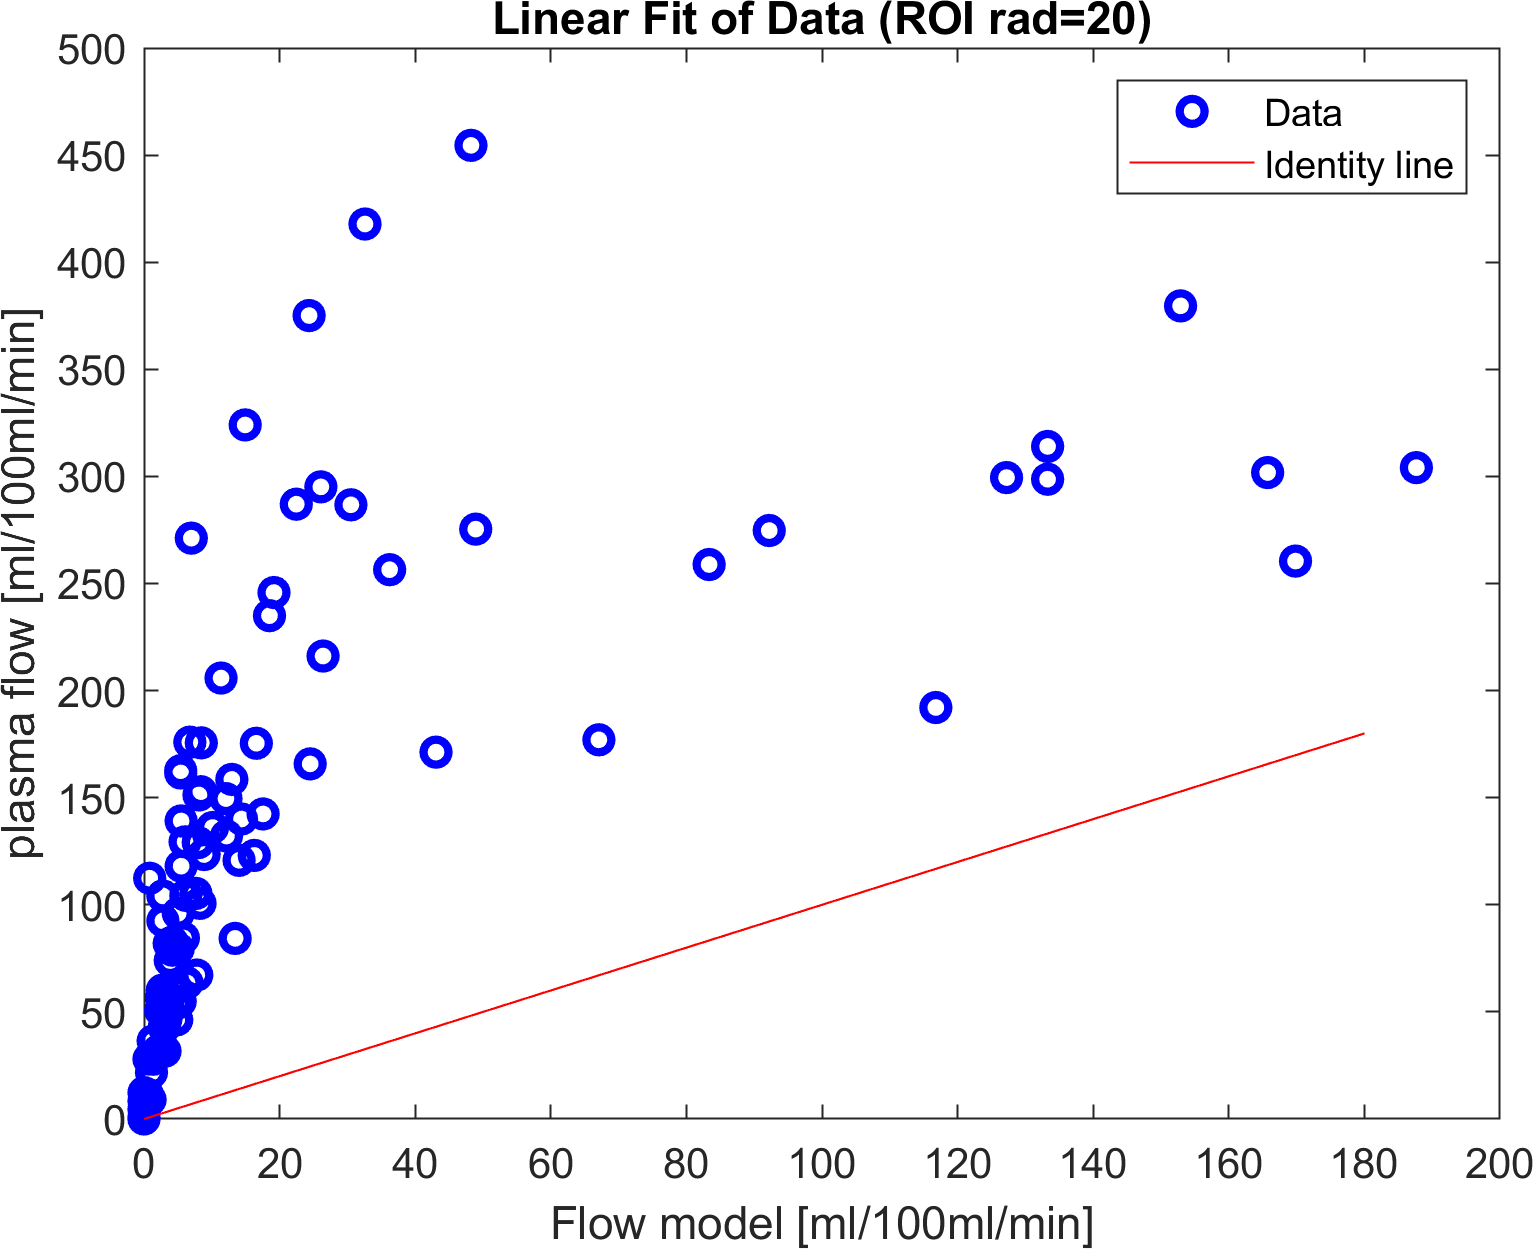 Linear Fit of Data (ROI rad=20)
500
450
400
350
300
250
200
150
100
50
0
plasma flow [ml/100ml/min]
Data
Identity line
0 20 40 60 80 100 120 140 160 180 200
Flow model [ml/100ml/min]